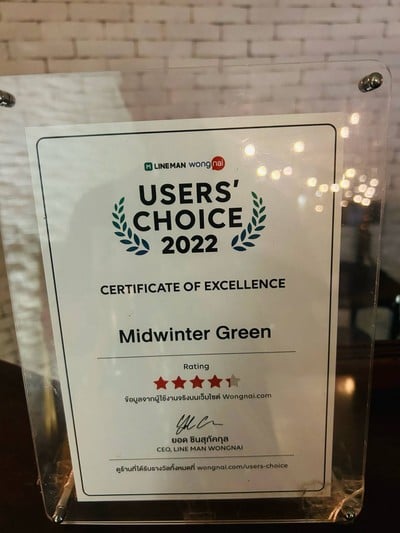 LINE MAN wongnai
USERS'
CHOICE
2022
CERTIFICATE OF EXCELLENCE
Midwinter Green
Rating
ข้อมูลจากผู้ใช้งานจริงบนเว็บไซต์ Wongnai.com
ยอด ชินสุภัคกุล
CEO, LINE MAN WONGNAI
ดูร้านที่ได้รับรางวัลทั้งหมดที่ wongnai.com/users-choice